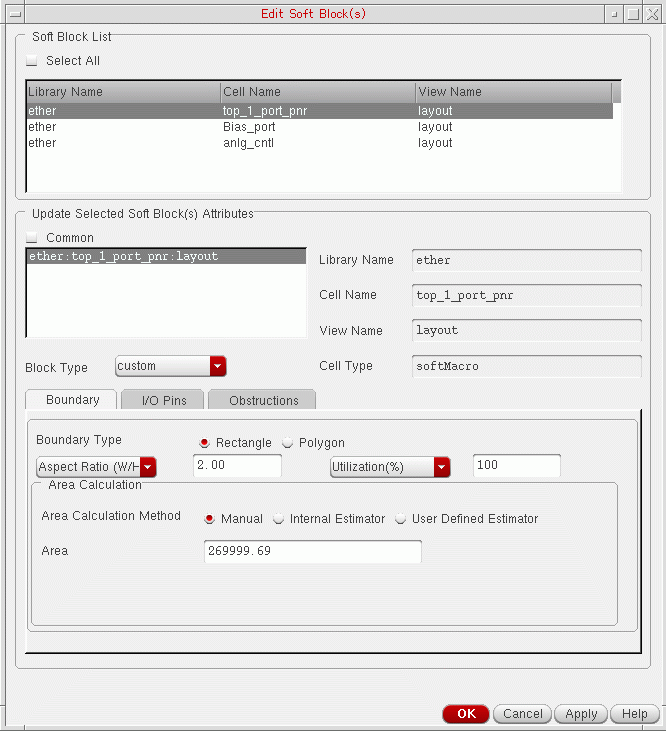 Edit Soft Block(s)
Soft Block List
Select All
Library Name Cell Name View Name
ether top_1_port_pnr layout
ether Bias_port layout
ether anlg_cntl layout
Update Selected Soft Block(s) Attributes
Common
ether:top_1_port_pnr:layout
Library Name ether
Cell Name top_1_port_pnr
View Name layout
Block Type custom
Cell Type softMacro
Boundary I/O Pins Obstructions
Boundary Type Rectangle Polygon
Aspect Ratio (W/H 2.00 Utilization(%) 100
Area Calculation
Area Calculation Method Manual Internal Estimator User Defined Estimator
Area 269999.69
OK Cancel Apply Help